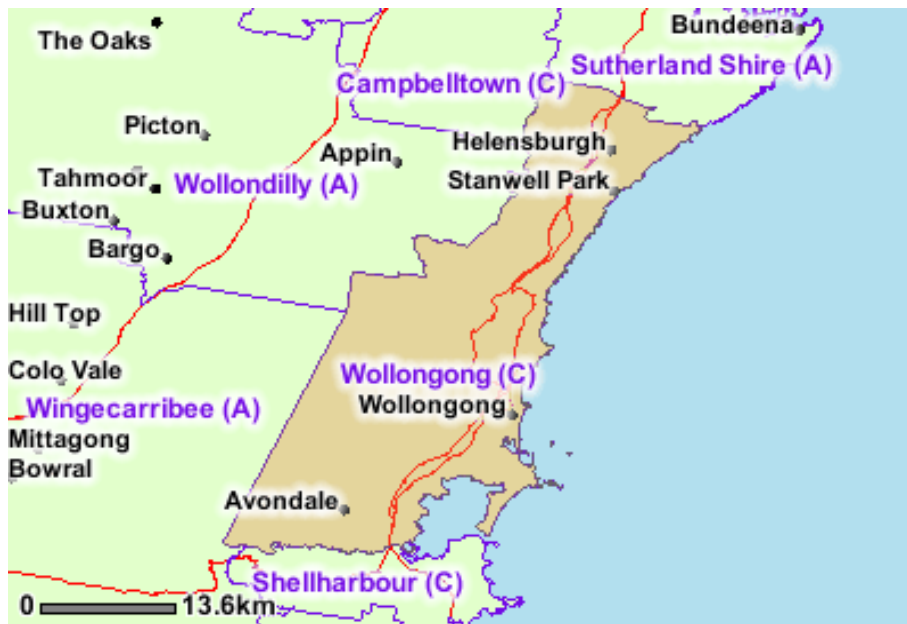 Bundeena
The Oaks
Sutherland Shire (A)
Campbelltown (C)
Picton
Helensburgh
Appin
Tahmoor
Wollondilly (A)
Stanwell Park
Buxton
Bargo
Hill Top
Colo Vale
Wollongong (C)
Wingecarribee (A)
Wollongong
Mittagong
Bowral
Avondale
Shellharbour (C)
0 13.6km